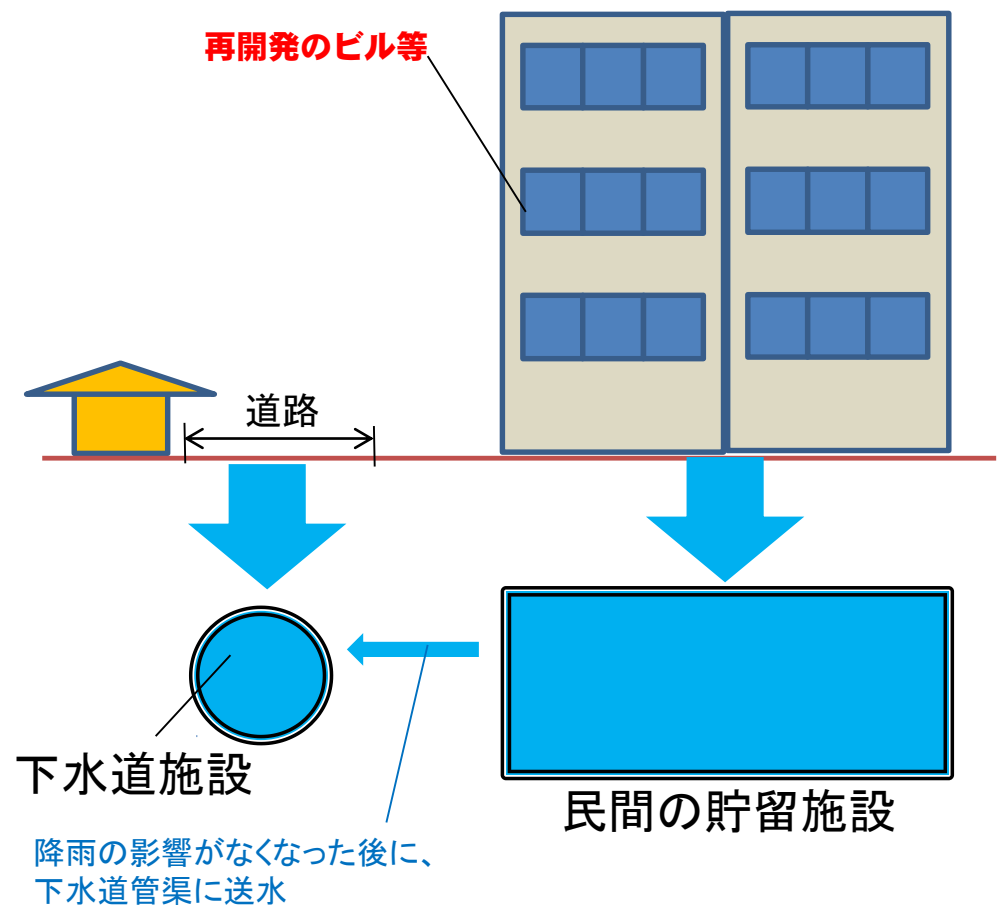 再開発のビル等
道路
下水道施設
民間の貯留施設
降雨の影響がなくなった後に、
下水道管渠に送水